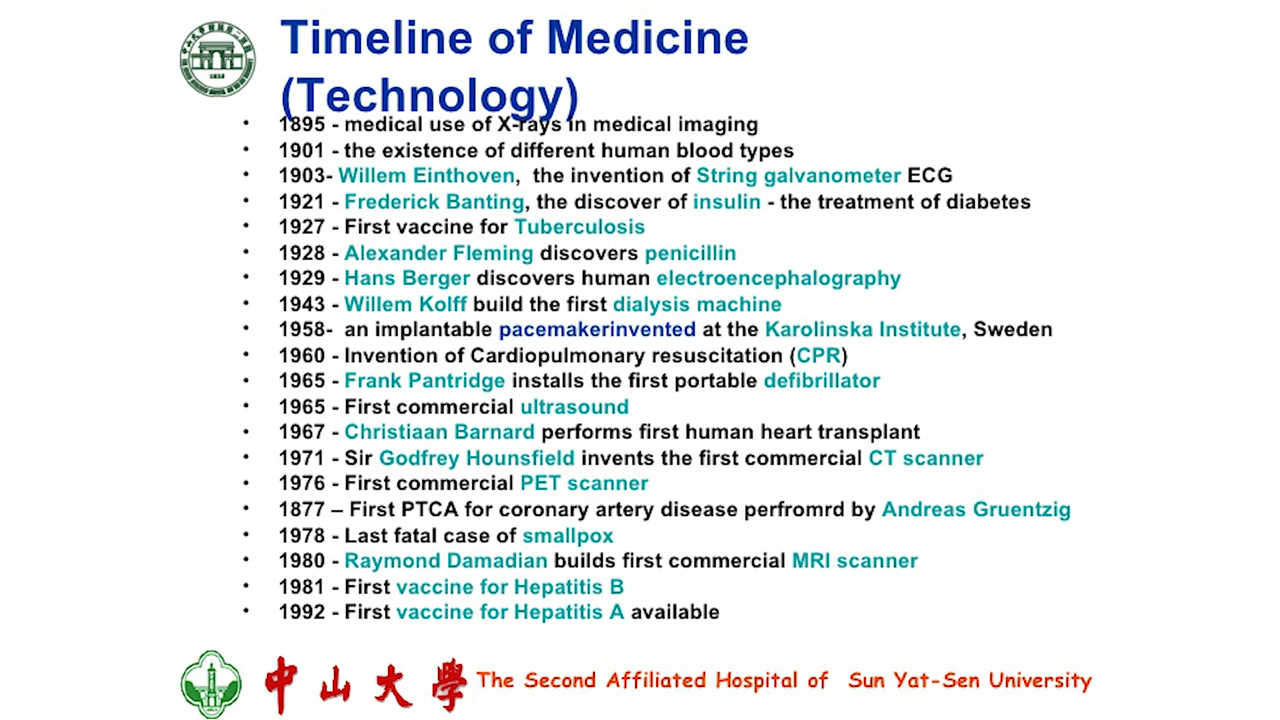 Timeline of Medicine
(Technology)
• 1895 - medical use of X-rays in medical imaging
• 1901 - the existence of different human blood types
• 1903- Willem Einthoven,  the invention of String galvanometer ECG
• 1921 - Frederick Banting, the discover of insulin - the treatment of diabetes
• 1927 - First vaccine for Tuberculosis
• 1928 - Alexander Fleming discovers penicillin
• 1929 - Hans Berger discovers human electroencephalography
• 1943 - Willem Kolff build the first dialysis machine
• 1958-  an implantable pacemakerinvented at the Karolinska Institute, Sweden
• 1960 - Invention of Cardiopulmonary resuscitation (CPR)
• 1965 - Frank Pantridge installs the first portable defibrillator
• 1965 - First commercial ultrasound
• 1967 - Christiaan Barnard performs first human heart transplant
• 1971 - Sir Godfrey Hounsfield invents the first commercial CT scanner
• 1976 - First commercial PET scanner
• 1877 – First PTCA for coronary artery disease perfromrd by Andreas Gruentzig
• 1978 - Last fatal case of smallpox
• 1980 - Raymond Damadian builds first commercial MRI scanner
• 1981 - First vaccine for Hepatitis B
• 1992 - First vaccine for Hepatitis A available
中山大學 The Second Affiliated Hospital of  Sun Yat-Sen University